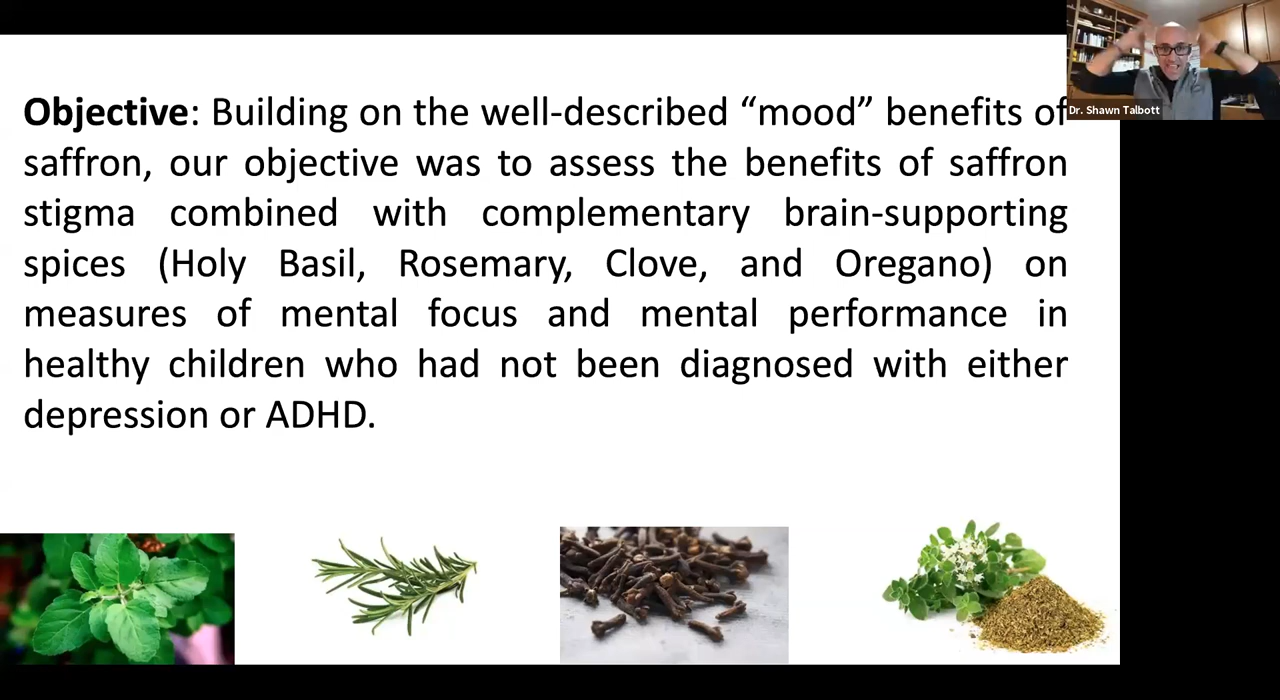 Objective: Building on the well-described “mood” benefits of
saffron, our objective was to assess the benefits of saffron
stigma combined with complementary brain-supporting
spices (Holy Basil, Rosemary, Clove, and Oregano) on
measures of mental focus and mental performance in
healthy children who had not been diagnosed with either
depression or ADHD.
Dr. Shawn Talbott